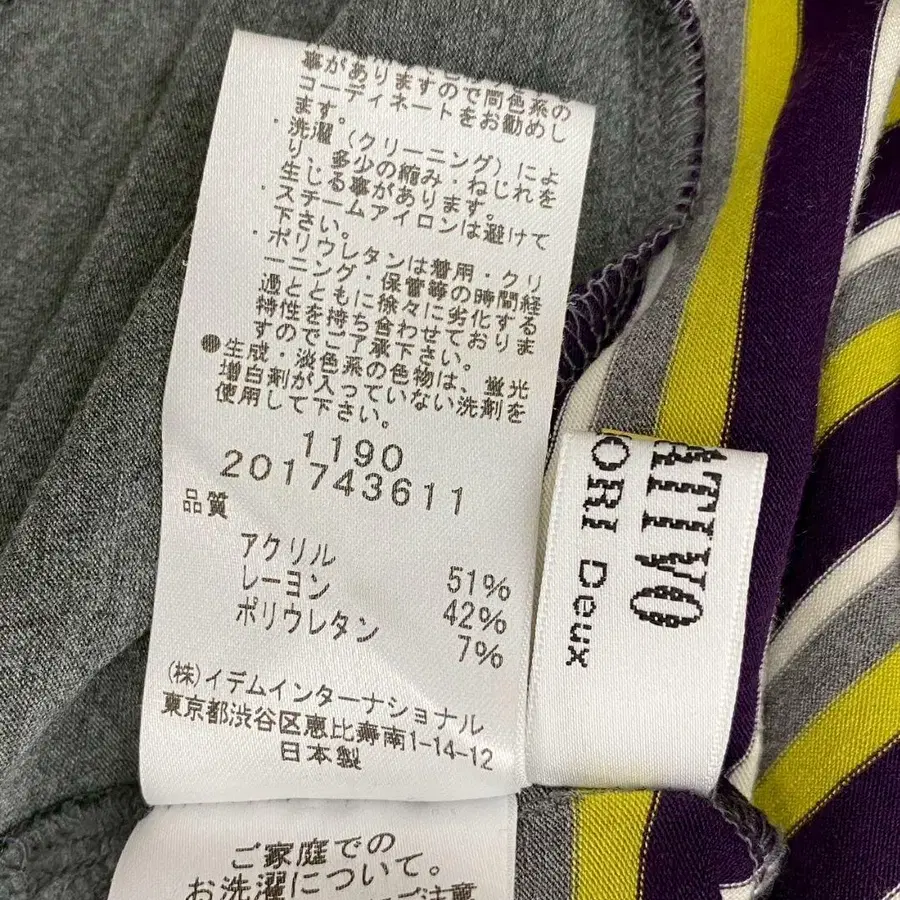 事がありますので同色系の
コーディネートをお勧めし
ます。
・洗濯（クリーニング）によ
り、多少の縮み・ねじれを
生じる事があります。
スチームアイロンは避けて
下さい。
・ポリウレタンは着用・クリ
ーニング・保管等の時間経
過とともに徐々に劣化する
特性を持ち合わせておりま
すのでご了承下さい。
●生成・淡色系の色物は、蛍光
増白剤が入っていない洗剤を
使用して下さい。
1190
201743611
品質
アクリル 51%
レーヨン 42%
ポリウレタン 7%
(株)イデムインターナショナル
東京都渋谷区恵比寿南1-14-12
日本製
ATIVO
ORI Deux
ご家庭での
お洗濯について。